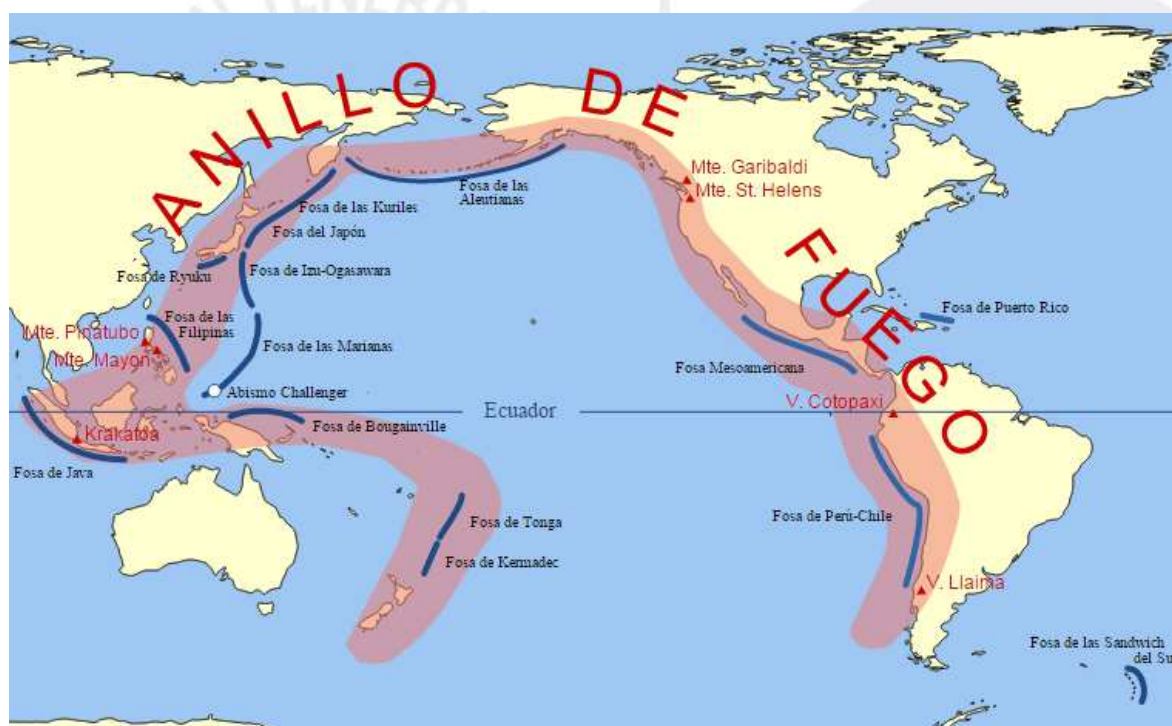 ANILLO DE FUEGO
Mte. Garibaldi
Mte. St. Helens
Fosa de las
Aleutianas
Fosa de las Kuriles
Fosa del Japón
Fosa de Izu-Ogasawara
Fosa de Ryuku
Fosa de las
Filipinas
Mte. Pinatubo
Mte. Mayon
Fosa de las Marianas
Abismo Challenger
Fosa de Puerto Rico
Fosa Mesoamericana
V. Cotopaxi
Ecuador
Fosa de Bougainville
Krakatoa
Fosa de Java
Fosa de Tonga
Fosa de Kermadec
Fosa de Perú-Chile
V. Llaima
Fosa de las Sandwich
del Su